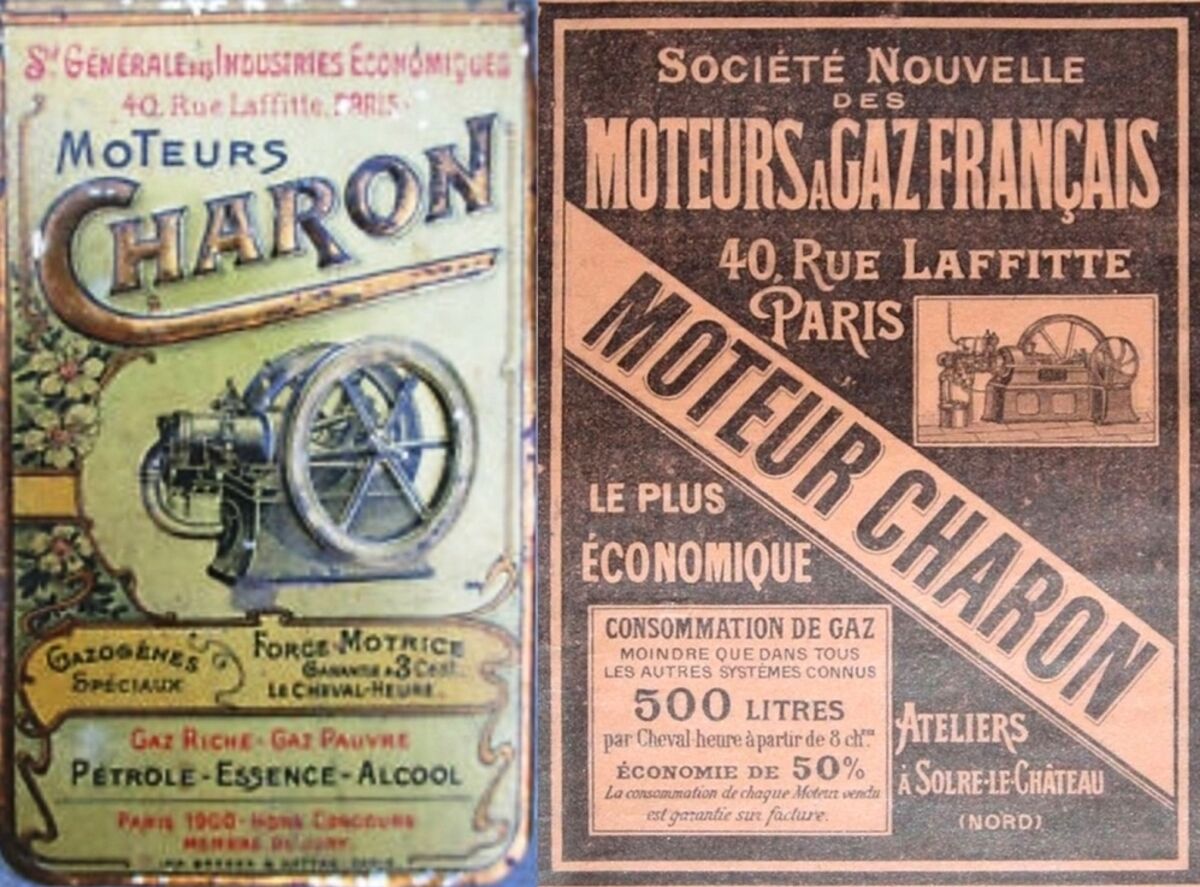 Sté GÉNÉRALE DES INDUSTRIES ÉCONOMIQUES
40, Rue Laffitte, PARIS
MOTEURS
CHARON
GAZOGÈNES
SPÉCIAUX
FORCE MOTRICE
GARANTIE A 3 Cent.
LE CHEVAL-HEURE
GAZ RICHE - GAZ PAUVRE
PÉTROLE - ESSENCE - ALCOOL
PARIS 1900 - HORS CONCOURS
MEMBRE DU JURY
SOCIÉTÉ NOUVELLE
DES
MOTEURS A GAZ FRANÇAIS
40, RUE LAFFITTE
PARIS
MOTEUR CHARON
LE PLUS
ÉCONOMIQUE
CONSOMMATION DE GAZ
MOINDRE QUE DANS TOUS
LES AUTRES SYSTÈMES CONNUS
500 LITRES
par Cheval-heure à partir de 8 chx
ÉCONOMIE DE 50%
La consommation de chaque Moteur vendu
est garantie sur facture.
ATELIERS
À SOLRE-LE-CHÂTEAU
(NORD)